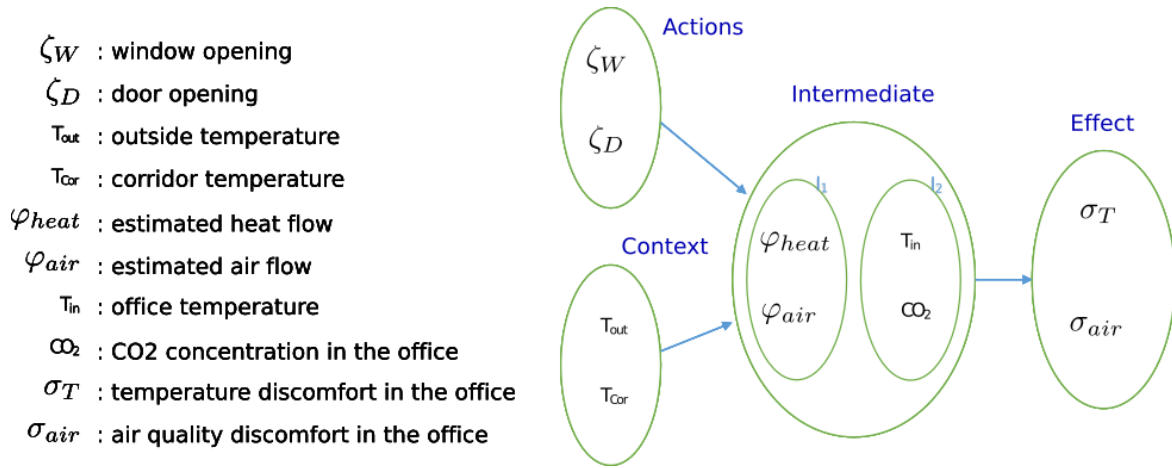 ζ_W : window opening
ζ_D : door opening
T_out : outside temperature
T_Cor : corridor temperature
φ_heat : estimated heat flow
φ_air : estimated air flow
T_in : office temperature
CO₂ : CO2 concentration in the office
σ_T : temperature discomfort in the office
σ_air : air quality discomfort in the office
Actions
ζ_W
ζ_D
Context
T_out
T_Cor
Intermediate
I₁
φ_heat
φ_air
I₂
T_in
CO₂
Effect
σ_T
σ_air